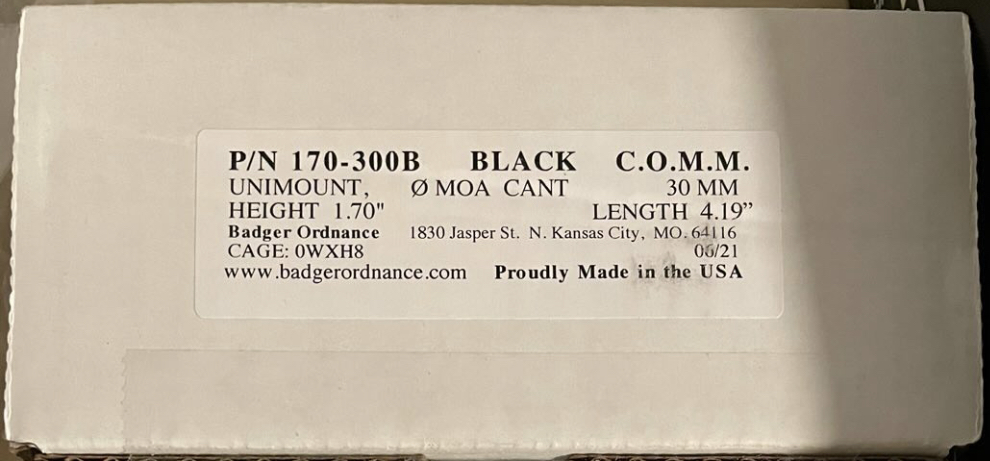 P/N 170-300B BLACK C.O.M.M.
UNIMOUNT, Ø MOA CANT 30 MM
HEIGHT 1.70" LENGTH 4.19”
Badger Ordnance 1830 Jasper St. N. Kansas City, MO. 64116
CAGE: 0WXH8 06/21
www.badgerordnance.com Proudly Made in the USA